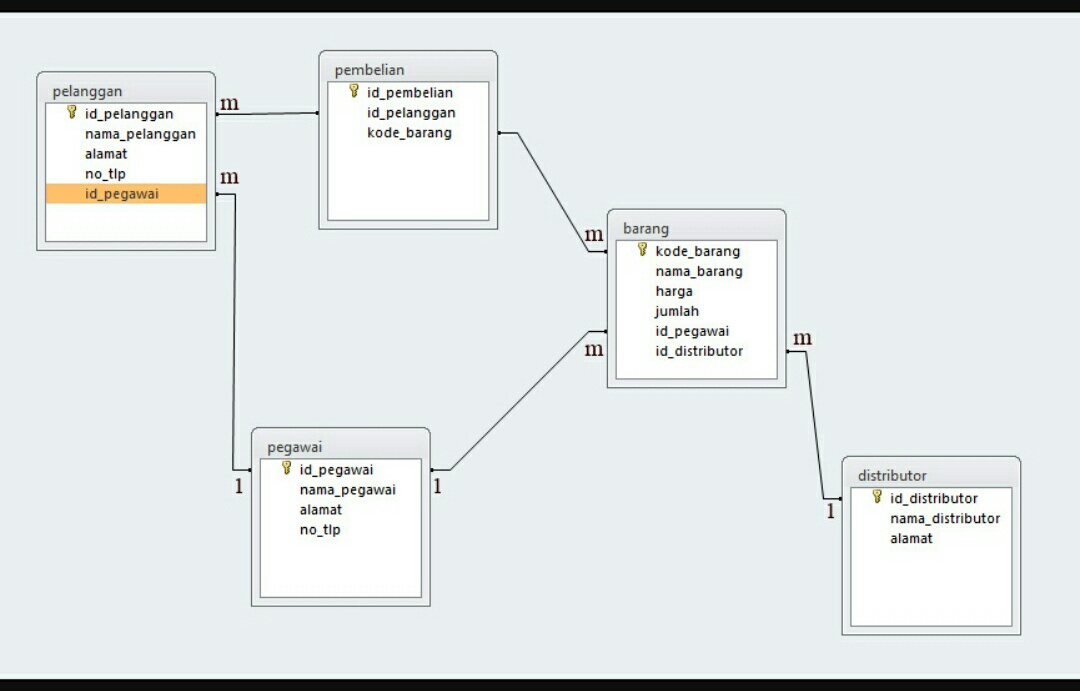 pelanggan
id_pelanggan
nama_pelanggan
alamat
no_tlp
id_pegawai
m
m
pembelian
id_pembelian
id_pelanggan
kode_barang
barang
kode_barang
nama_barang
harga
jumlah
id_pegawai
id_distributor
m
m
m
pegawai
id_pegawai
nama_pegawai
alamat
no_tlp
1
1
distributor
id_distributor
nama_distributor
alamat
1